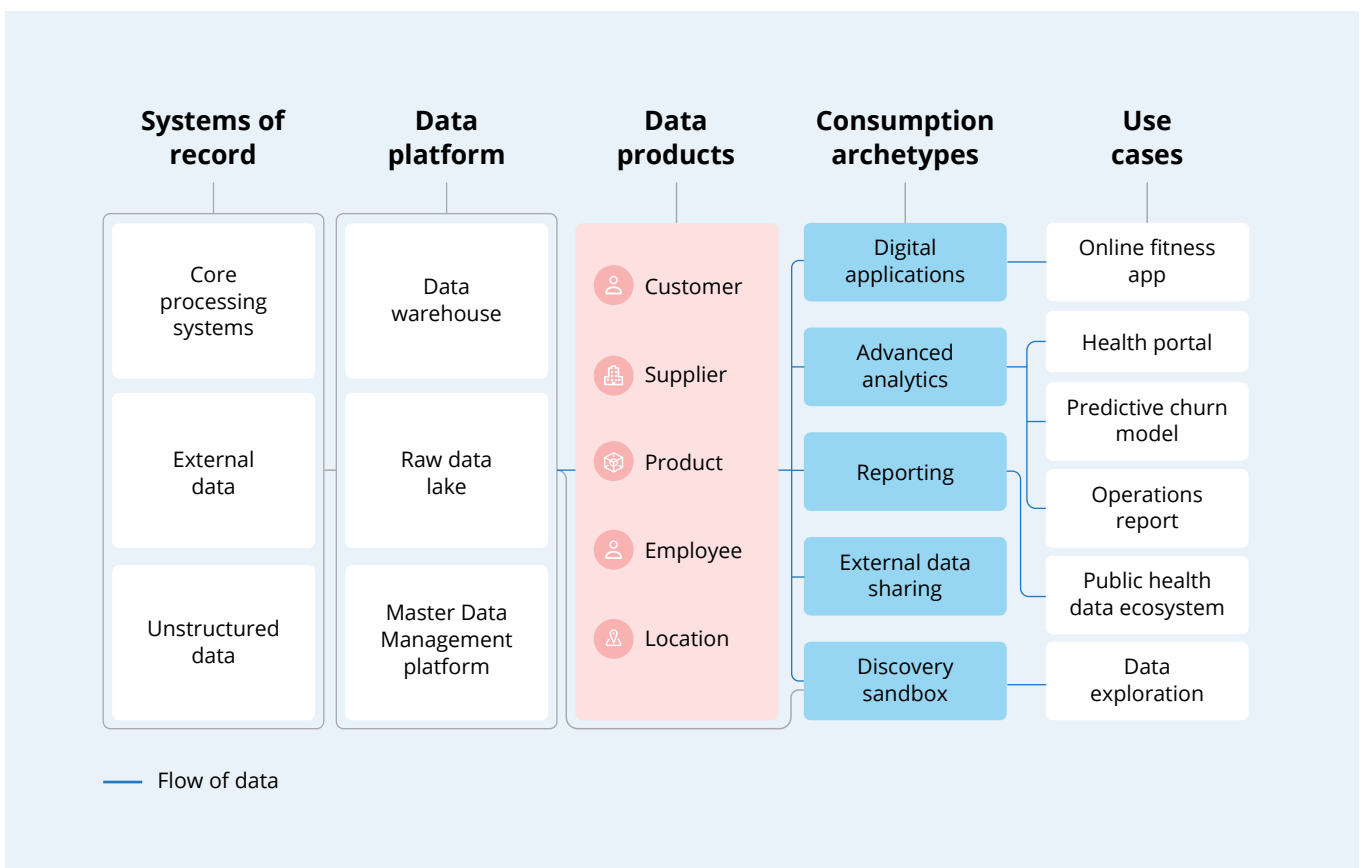 Systems of
record
Data
platform
Data
products
Consumption
archetypes
Use
cases
Core
processing
systems
External
data
Unstructured
data
Data
warehouse
Raw data
lake
Master Data
Management
platform
Customer
Supplier
Product
Employee
Location
Digital
applications
Advanced
analytics
Reporting
External data
sharing
Discovery
sandbox
Online fitness
app
Health portal
Predictive churn
model
Operations
report
Public health
data ecosystem
Data
exploration
Flow of data